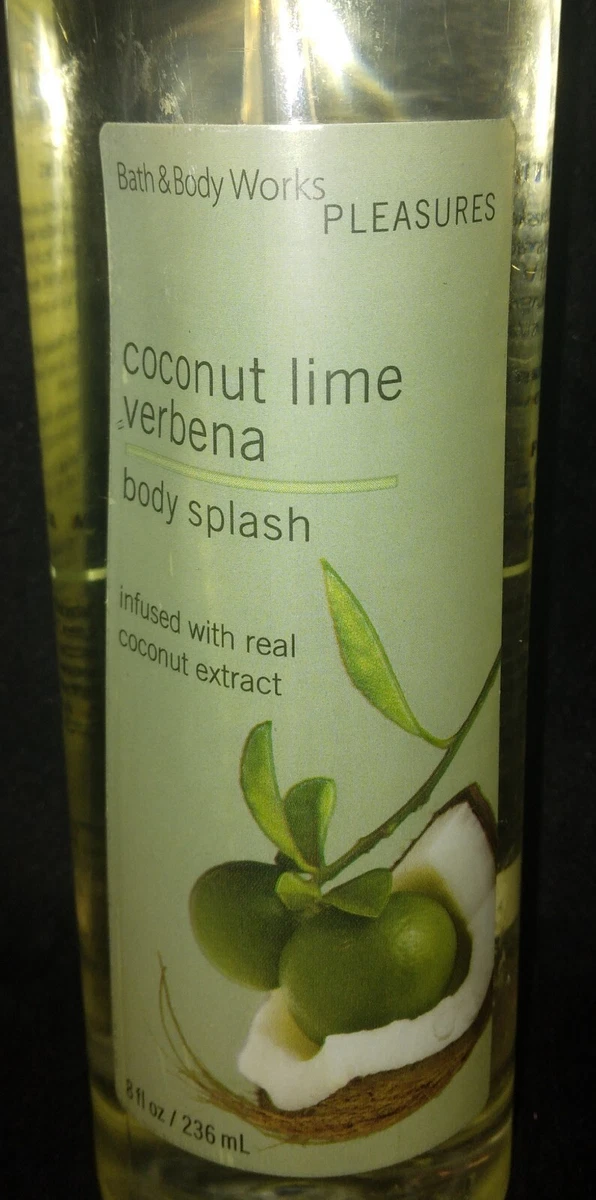 Bath & Body Works
PLEASURES
coconut lime
verbena
body splash
infused with real
coconut extract
8 fl oz / 236 mL